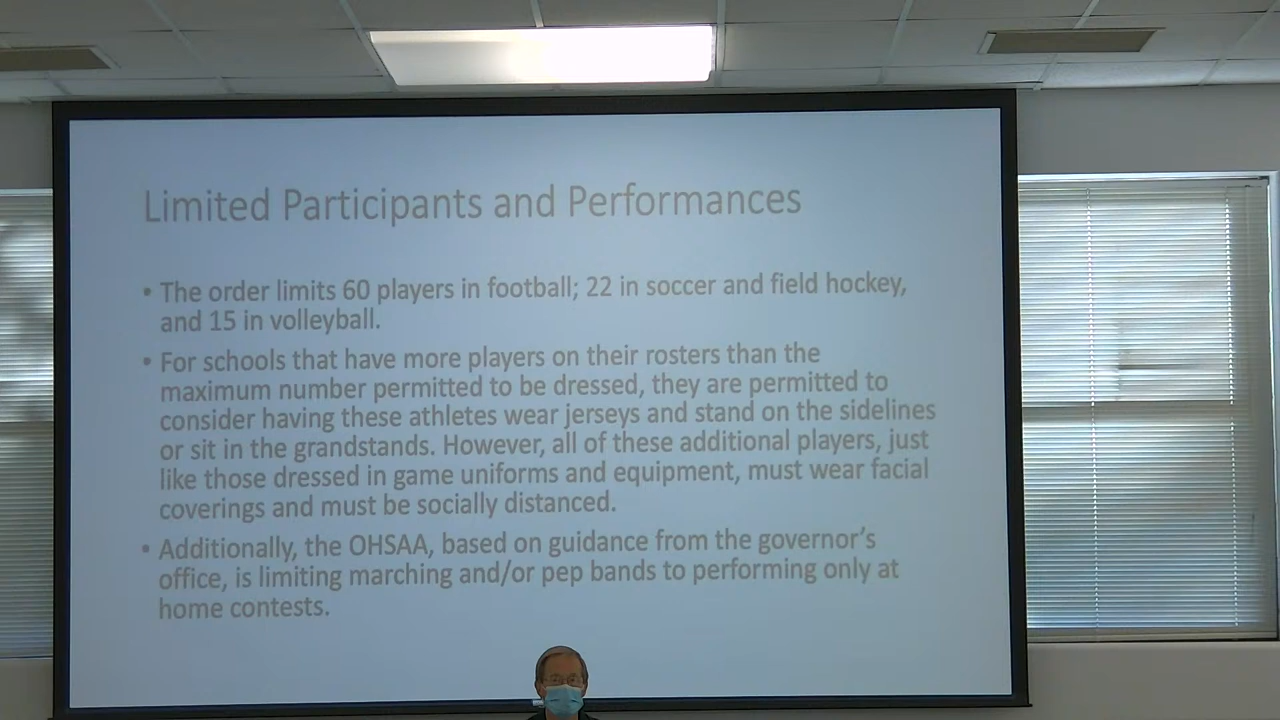 Limited Participants and Performances
• The order limits 60 players in football; 22 in soccer and field hockey,
and 15 in volleyball.
• For schools that have more players on their rosters than the
maximum number permitted to be dressed, they are permitted to
consider having these athletes wear jerseys and stand on the sidelines
or sit in the grandstands. However, all of these additional players, just
like those dressed in game uniforms and equipment, must wear facial
coverings and must be socially distanced.
• Additionally, the OHSAA, based on guidance from the governor's
office, is limiting marching and/or pep bands to performing only at
home contests.